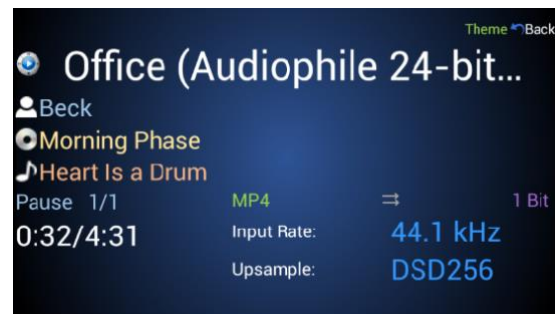 Theme Back
Office (Audiophile 24-bit...
Beck
Morning Phase
Heart Is a Drum
Pause 1/1 MP4 1 Bit
0:32/4:31 Input Rate: 44.1 kHz
Upsample: DSD256